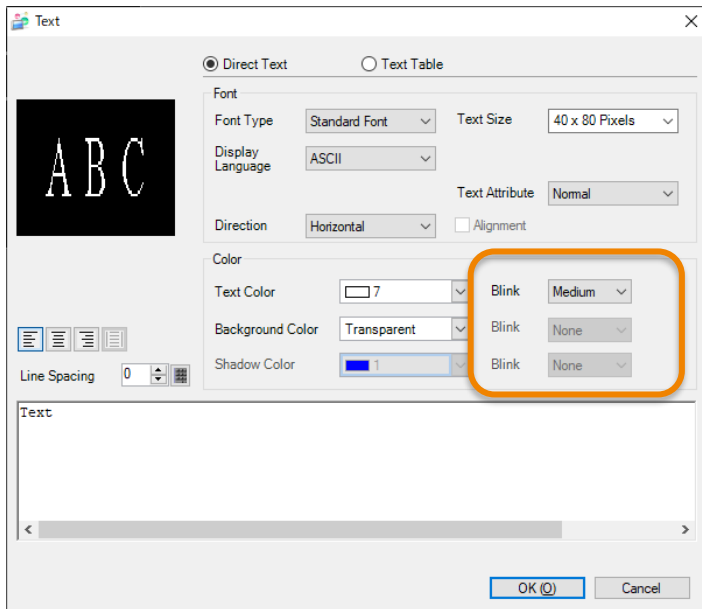 Text
Direct Text
Text Table
Font
Font Type
Standard Font
Text Size
40 x 80 Pixels
Display Language
ASCII
Text Attribute
Normal
Direction
Horizontal
Alignment
ABC
Color
Text Color
7
Blink
Medium
Background Color
Transparent
Blink
None
Shadow Color
1
Blink
None
Line Spacing
0
Text
OK (O)
Cancel